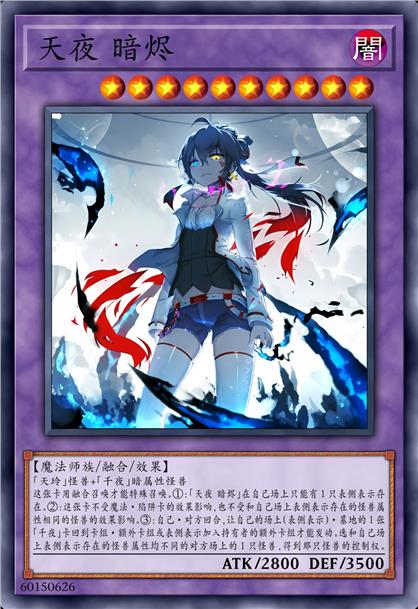 天夜 暗烬
闇
【魔法师族/融合/效果】
「天玲」怪兽+「千夜」暗属性怪兽
这张卡用融合召唤才能特殊召唤。①:「天夜 暗烬」在自己场上只能有1只表侧表示存
在。②:这张卡不受魔法·陷阱卡的效果影响,也不受和自己场上表侧表示存在的怪兽属
性相同的怪兽的效果影响。③:自己·对方回合,让自己的场上(表侧表示)·墓地的1张
「千夜」卡回到卡组·额外卡组或表侧表示加入持有者的额外卡组才能发动。选和自己场
上表侧表示存在的怪兽属性均不同的对方场上的1只怪兽,得到那只怪兽的控制权。
ATK/2800 DEF/3500
60150626